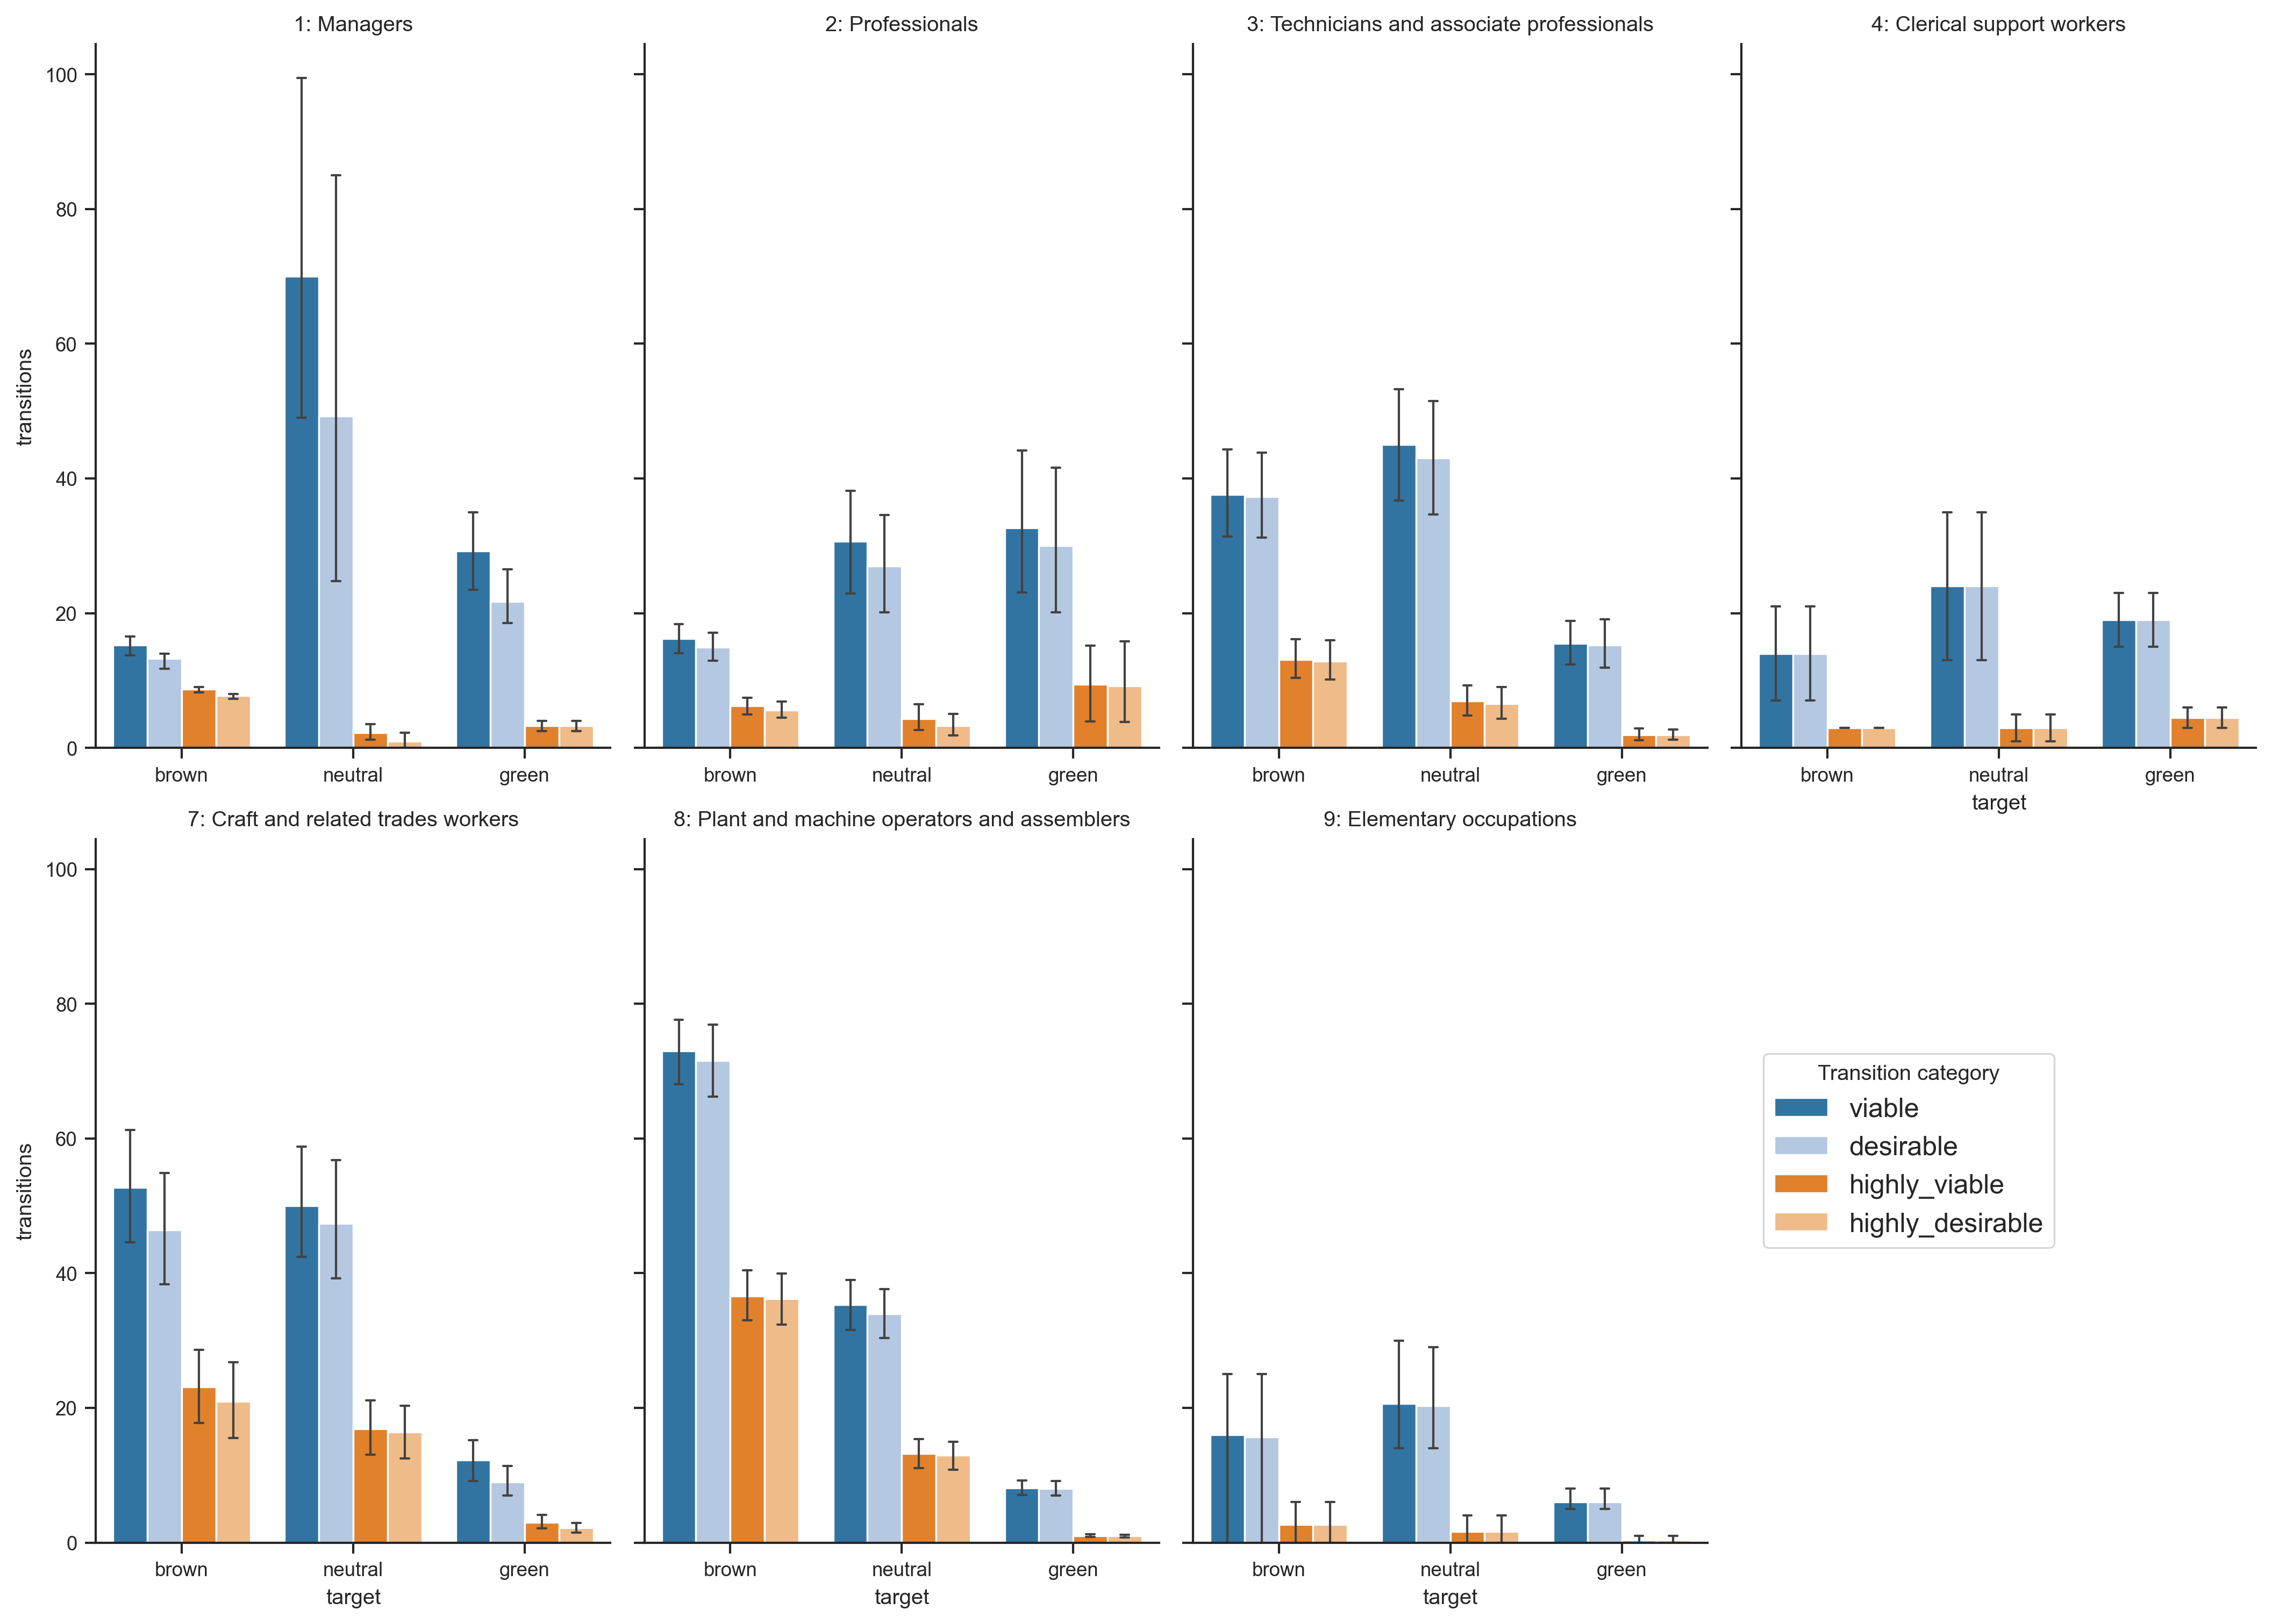 1: Managers
2: Professionals
3: Technicians and associate professionals
4: Clerical support workers
100
80
60
40
20
0
transitions
brown
neutral
green
brown
neutral
green
brown
neutral
green
brown
neutral
green
target
7: Craft and related trades workers
8: Plant and machine operators and assemblers
9: Elementary occupations
100
80
60
40
20
0
transitions
brown
neutral
green
target
brown
neutral
green
target
brown
neutral
green
target
Transition category
viable
desirable
highly_viable
highly_desirable